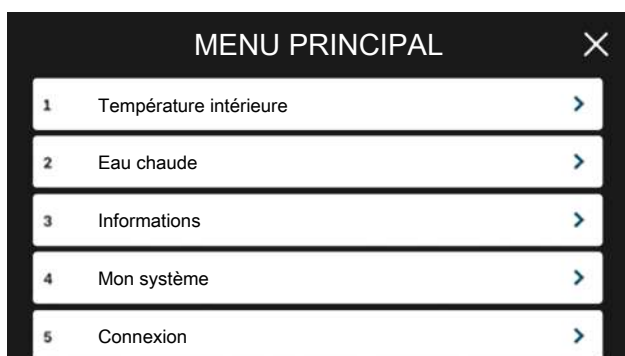 MENU PRINCIPAL
1 Température intérieure
2 Eau chaude
3 Informations
4 Mon système
5 Connexion